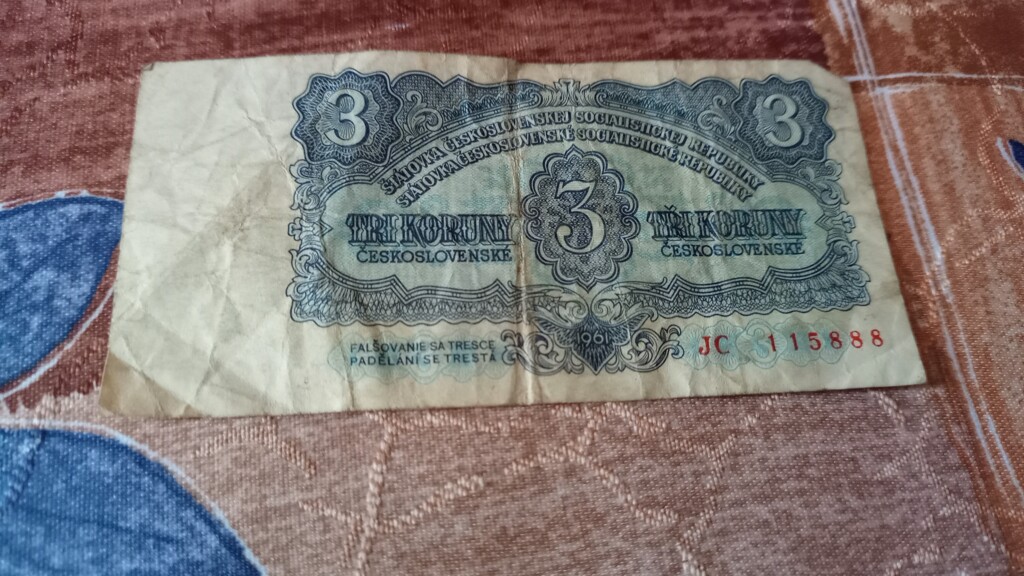 3
3
ŠTÁTOVKA ČESKOSLOVENSKEJ SOCIALISTICKEJ REPUBLIKY
STÁTOVKA ČESKOSLOVENSKÉ SOCIALISTICKÉ REPUBLIKY
TRI KORUNY
ČESKOSLOVENSKÉ
3
TŘI KORUNY
ČESKOSLOVENSKÉ
FALŠOVANIE SA TRESCE
PADĚLÁNÍ SE TRESTÁ
1961
JC 115888